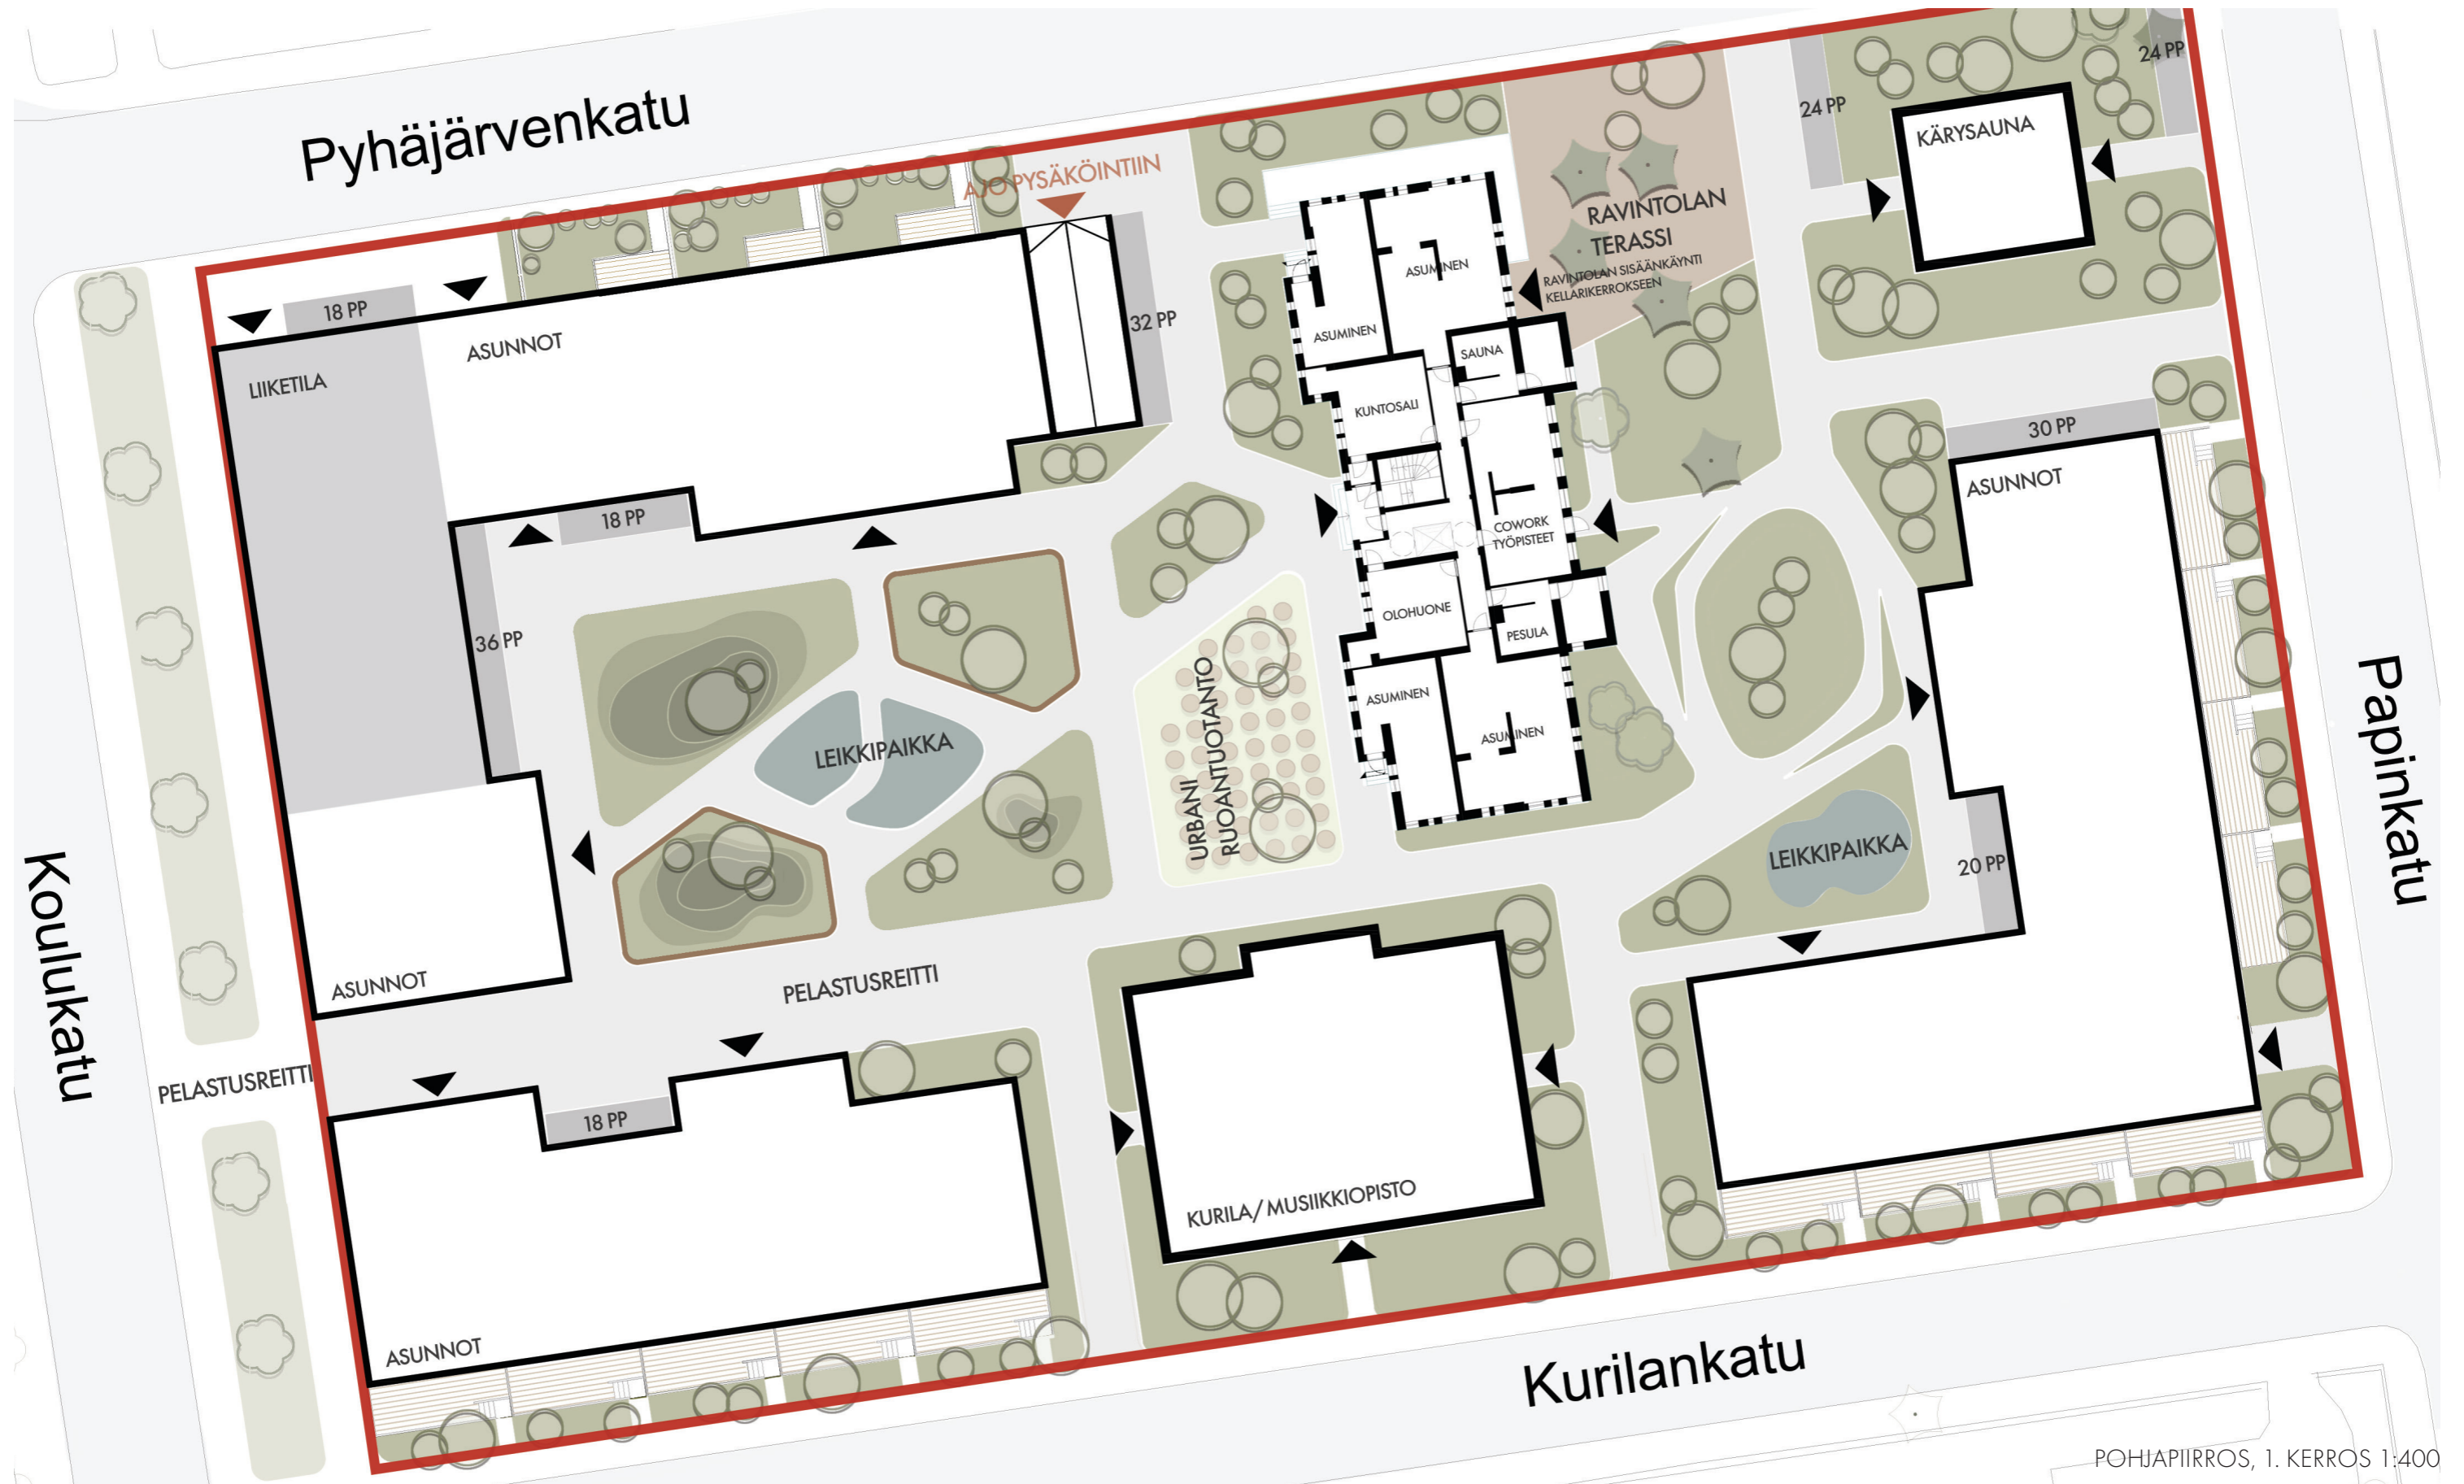 Pyhäjärvenkatu
AJO PYSÄKÖINTIIN
24 PP
24 PP
KÄRYSAUNA
RAVINTOLAN
TERASSI
RAVINTOLAN SISÄÄNKÄYNTI
KELLARIKERROKSEEN
18 PP
ASUNNOT
LIIKETILA
32 PP
ASUMINEN
ASUMINEN
SAUNA
KUNTOSALI
30 PP
ASUNNOT
18 PP
36 PP
COWORK
TYÖPISTEET
OLOHUONE
PESULA
ASUMINEN
ASUMINEN
LEIKKIPAIKKA
URBANI
RUOANTUOTANTO
LEIKKIPAIKKA
20 PP
Papinkatu
Koulukatu
ASUNNOT
PELASTUSREITTI
PELASTUSREITTI
18 PP
KURILA/MUSIIKKIOPISTO
ASUNNOT
Kurilankatu
POHJAPIIRROS, 1. KERROS 1:400